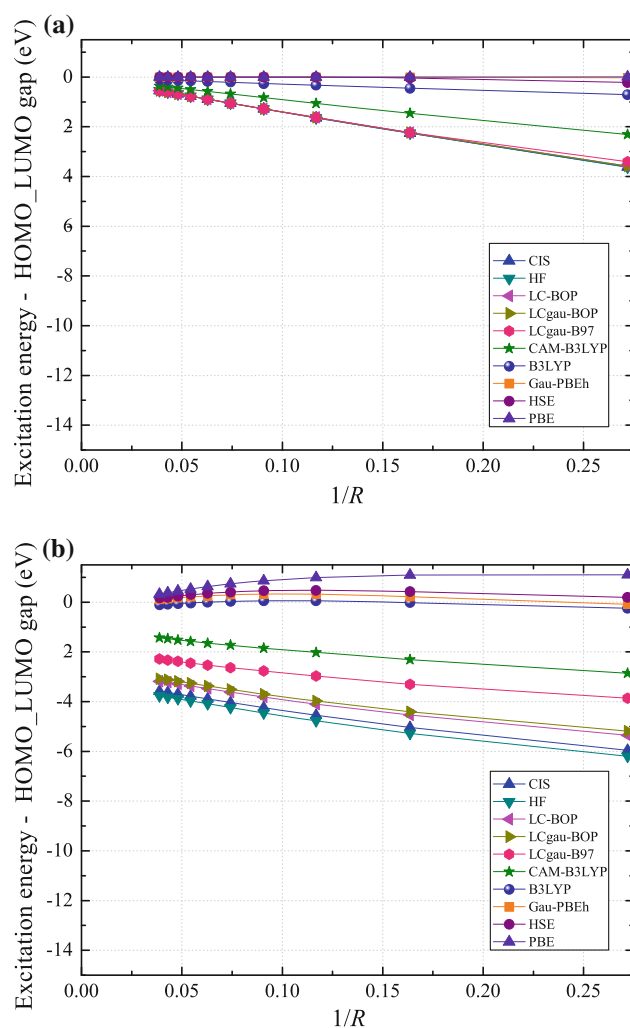 (a)
Excitation energy - HOMO_LUMO gap (eV)
0
2
4
6
-8
-10
-12
-14
CIS
HF
LC-BOP
LCgau-BOP
LCgau-B97
CAM-B3LYP
B3LYP
Gau-PBEh
HSE
PBE
0.00 0.05 0.10 0.15 0.20 0.25
1/R
(b)
Excitation energy - HOMO_LUMO gap (eV)
0
2
-4
-6
-8
-10
-12
-14
CIS
HF
LC-BOP
LCgau-BOP
LCgau-B97
CAM-B3LYP
B3LYP
Gau-PBEh
HSE
PBE
0.00 0.05 0.10 0.15 0.20 0.25
1/R